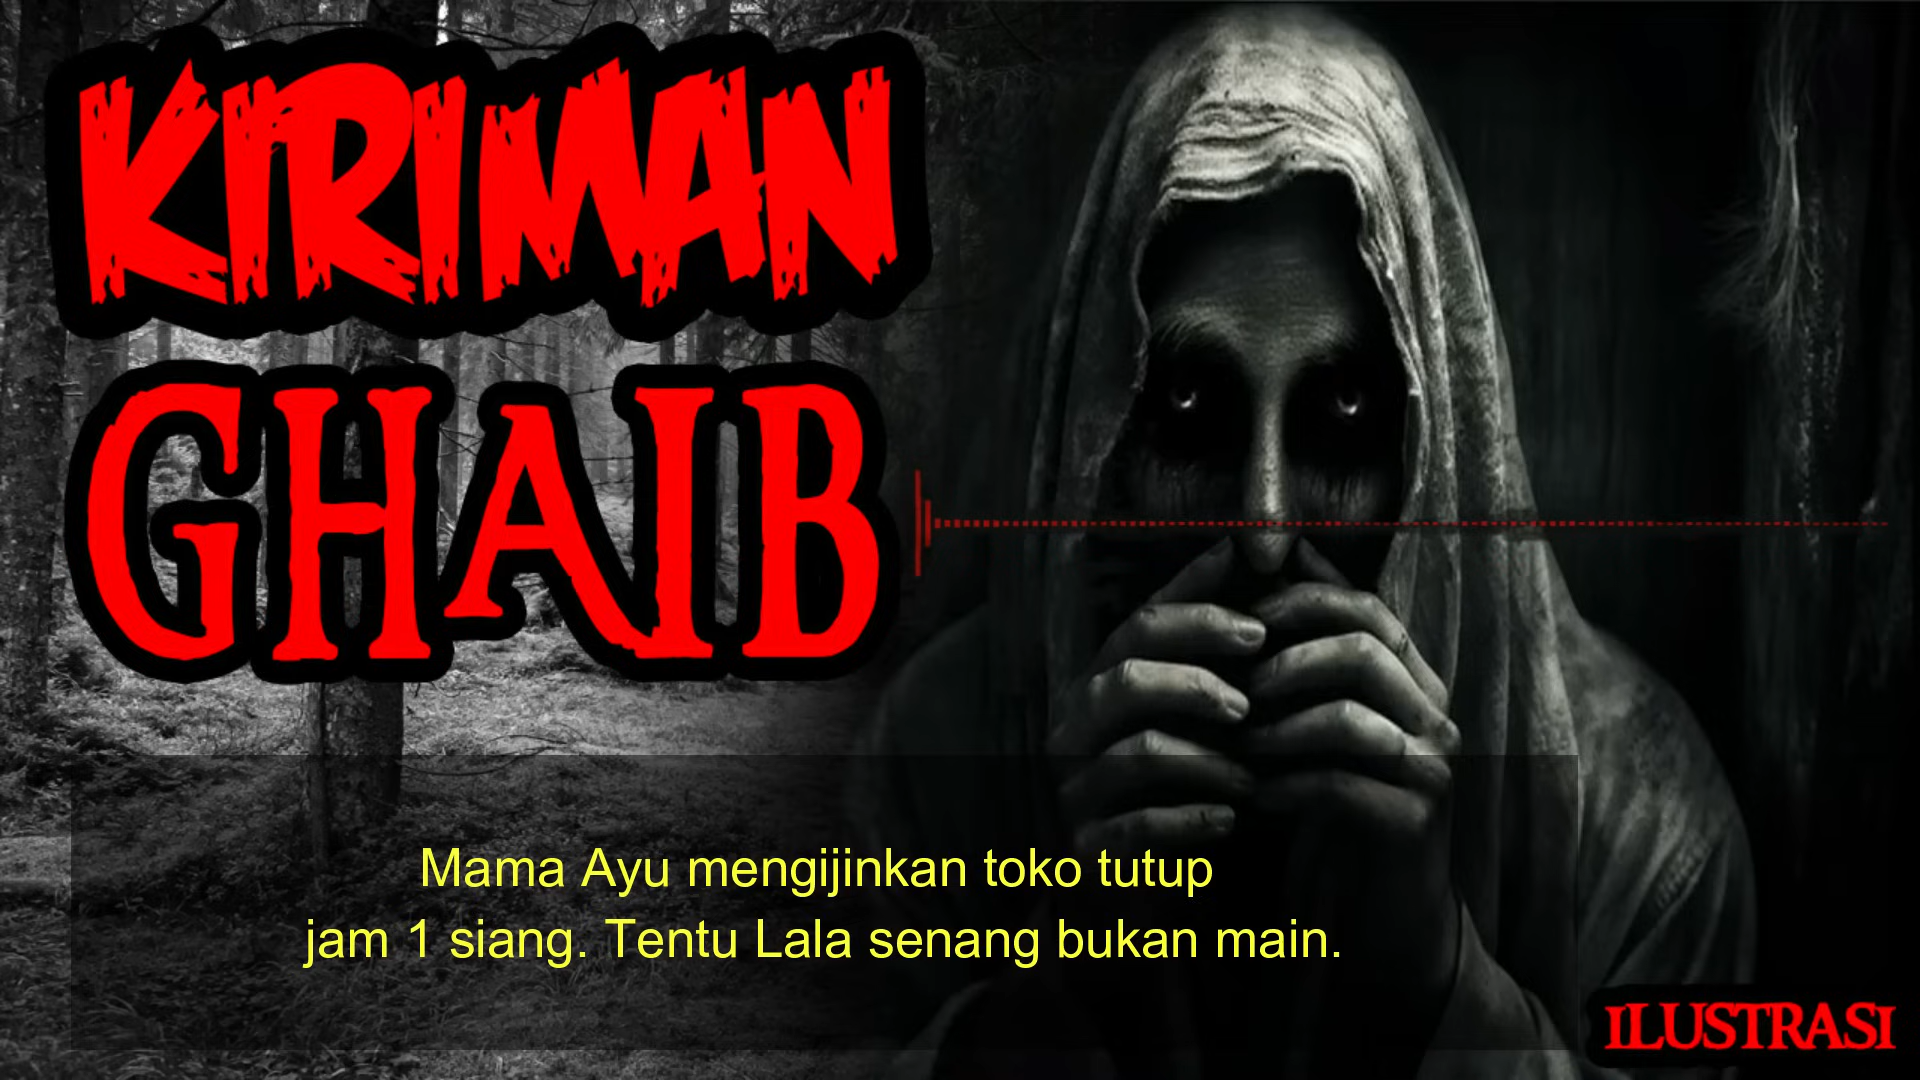 KIRIMAN
GHAIB
Mama Ayu mengijinkan toko tutup
jam 1 siang. Tentu Lala senang bukan main.
ILUSTRASI